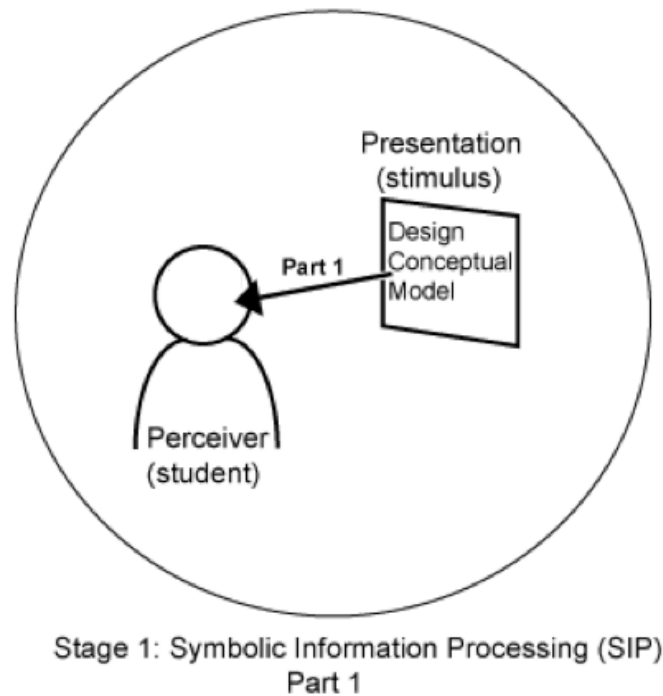 Presentation
(stimulus)
Design
Conceptual
Model
Part 1
Perceiver
(student)
Stage 1: Symbolic Information Processing (SIP)
Part 1